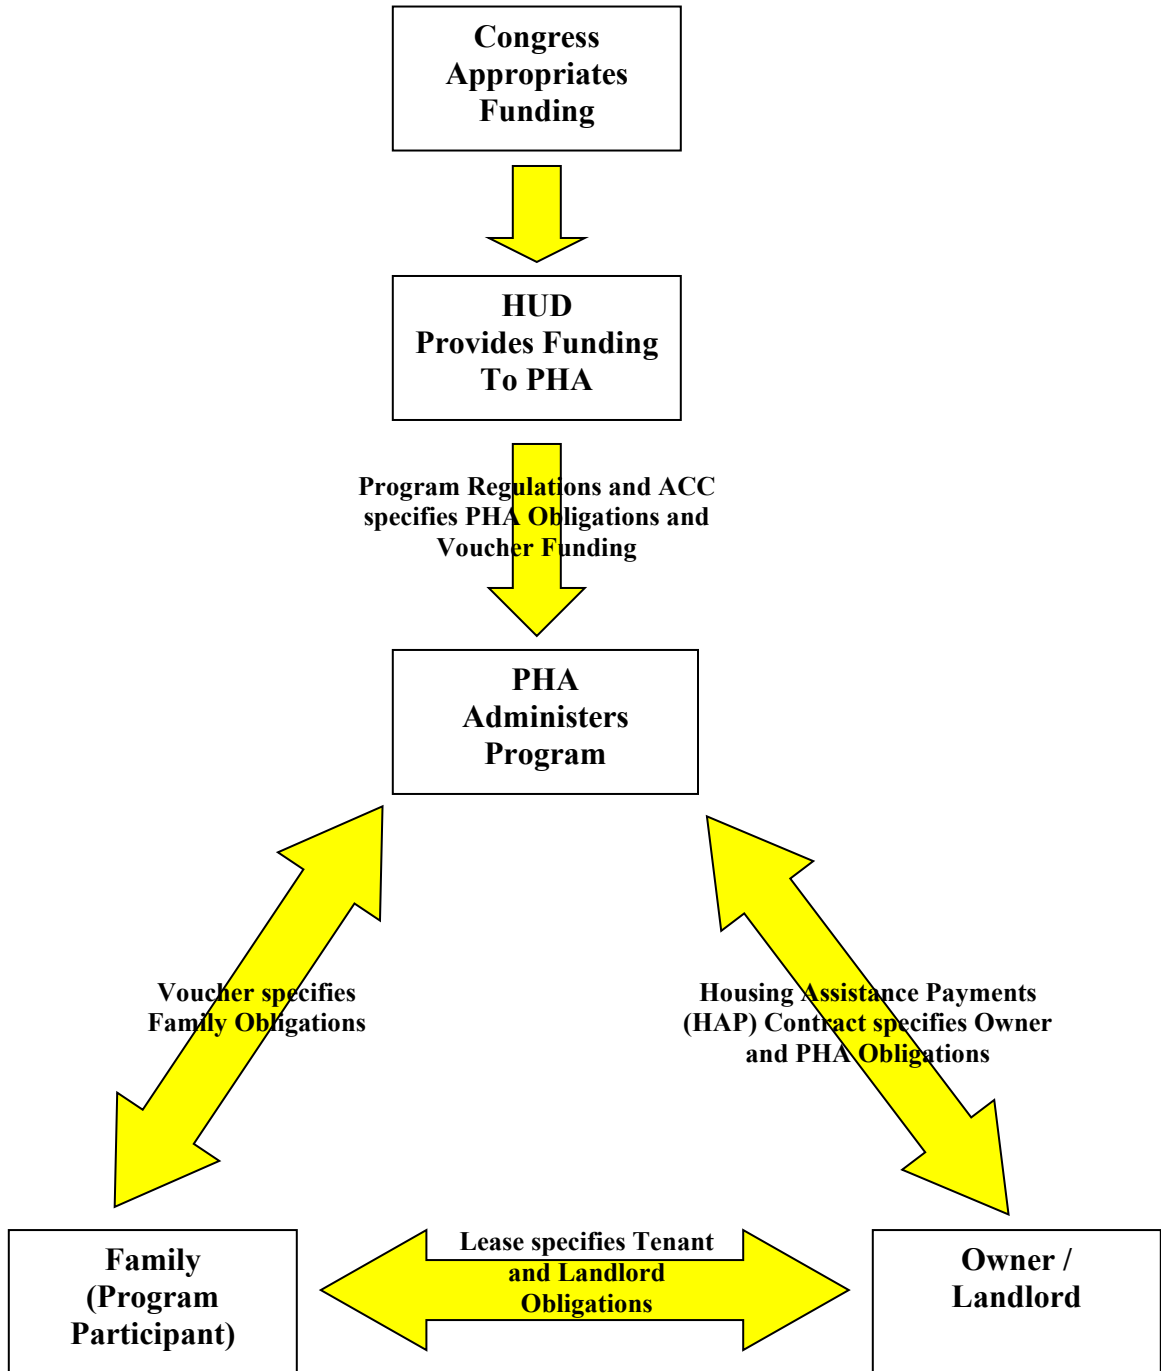 Congress
Appropriates
Funding
HUD
Provides Funding
To PHA
Program Regulations and ACC
specifies PHA Obligations and
Voucher Funding
PHA
Administers
Program
Voucher specifies
Family Obligations
Housing Assistance Payments
(HAP) Contract specifies Owner
and PHA Obligations
Lease specifies Tenant
and Landlord
Obligations
Family
(Program
Participant)
Owner /
Landlord